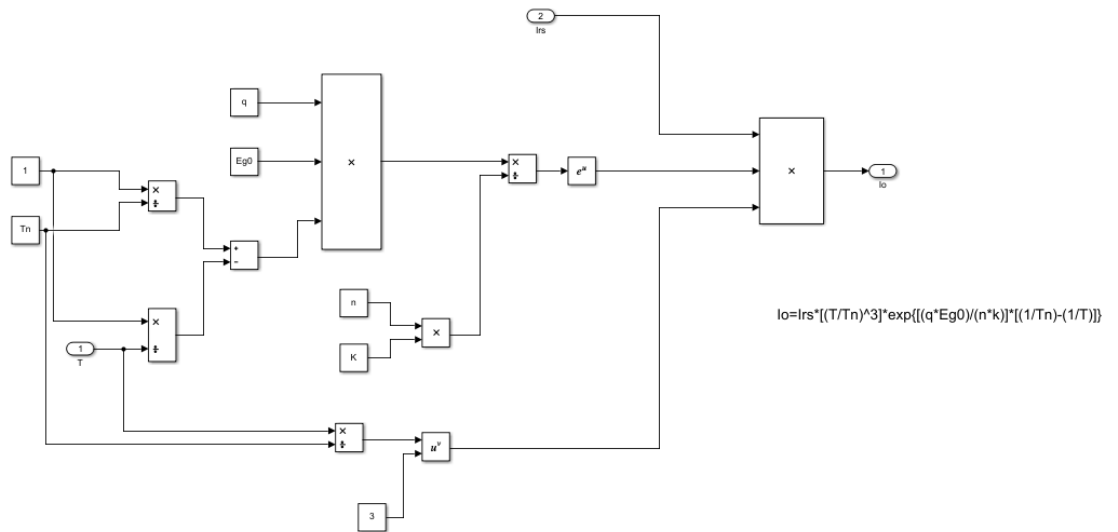 2
Irs
q
Eg0
×
1
×
÷
Tn
+
−
×
÷
1
T
n
K
×
×
÷
e^u
×
1
Io
Io=Irs*[(T/Tn)^3]*exp{[(q*Eg0)/(n*k)]*[(1/Tn)-(1/T)]}
×
÷
u^v
3